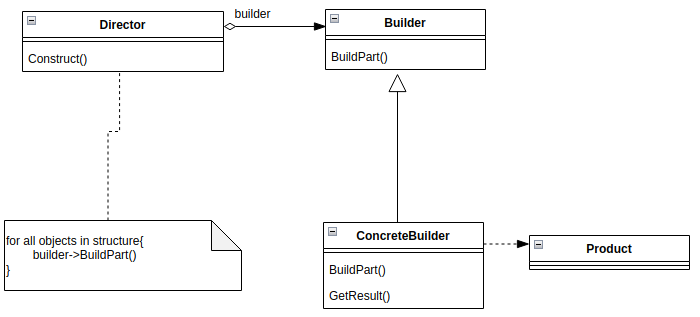 Director
Construct()
builder
Builder
BuildPart()
for all objects in structure{
builder->BuildPart()
}
ConcreteBuilder
BuildPart()
GetResult()
Product